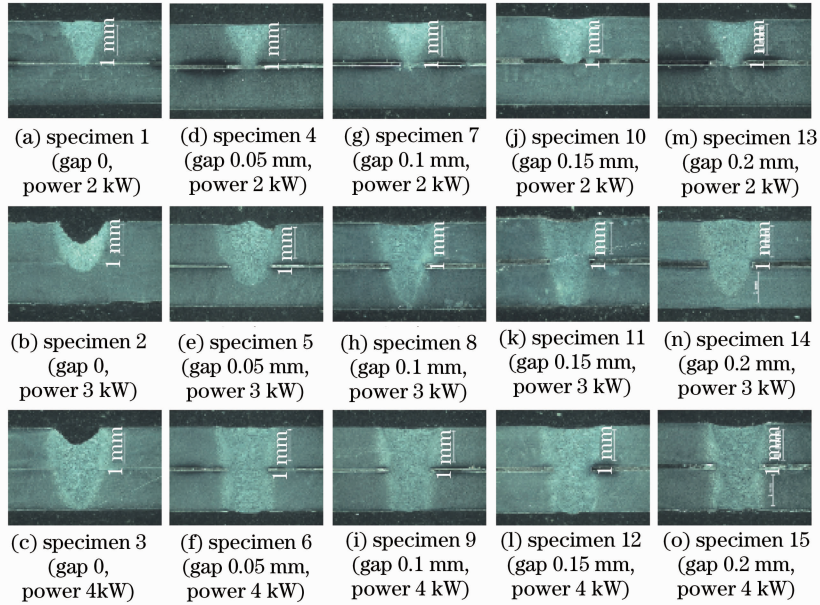 1 mm
1 mm
1 mm
1 mm
1 mm
(a) specimen 1
(gap 0,
power 2 kW)
(d) specimen 4
(gap 0.05 mm,
power 2 kW)
(g) specimen 7
(gap 0.1 mm,
power 2 kW)
(j) specimen 10
(gap 0.15 mm,
power 2 kW)
(m) specimen 13
(gap 0.2 mm,
power 2 kW)
1 mm
1 mm
1 mm
1 mm
1 mm
(b) specimen 2
(gap 0,
power 3 kW)
(e) specimen 5
(gap 0.05 mm,
power 3 kW)
(h) specimen 8
(gap 0.1 mm,
power 3 kW)
(k) specimen 11
(gap 0.15 mm,
power 3 kW)
(n) specimen 14
(gap 0.2 mm,
power 3 kW)
1 mm
1 mm
1 mm
1 mm
1 mm
(c) specimen 3
(gap 0,
power 4kW)
(f) specimen 6
(gap 0.05 mm,
power 4 kW)
(i) specimen 9
(gap 0.1 mm,
power 4 kW)
(l) specimen 12
(gap 0.15 mm,
power 4 kW)
(o) specimen 15
(gap 0.2 mm,
power 4 kW)